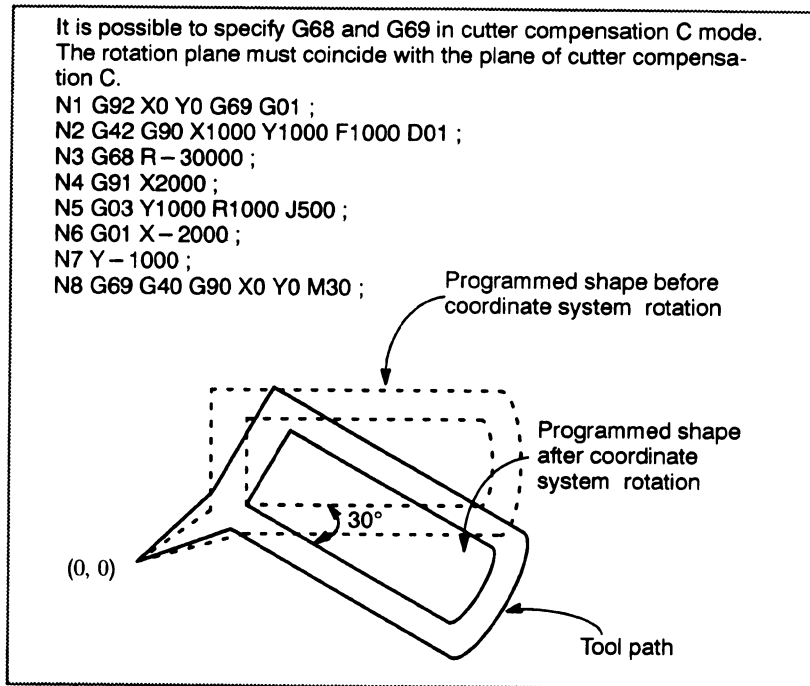 It is possible to specify G68 and G69 in cutter compensation C mode.
The rotation plane must coincide with the plane of cutter compensa-
tion C.
N1 G92 X0 Y0 G69 G01 ;
N2 G42 G90 X1000 Y1000 F1000 D01 ;
N3 G68 R−30000 ;
N4 G91 X2000 ;
N5 G03 Y1000 R1000 J500 ;
N6 G01 X−2000 ;
N7 Y−1000 ;
N8 G69 G40 G90 X0 Y0 M30 ;
Programmed shape before
coordinate system rotation
Programmed shape
after coordinate
system rotation
30°
(0, 0)
Tool path